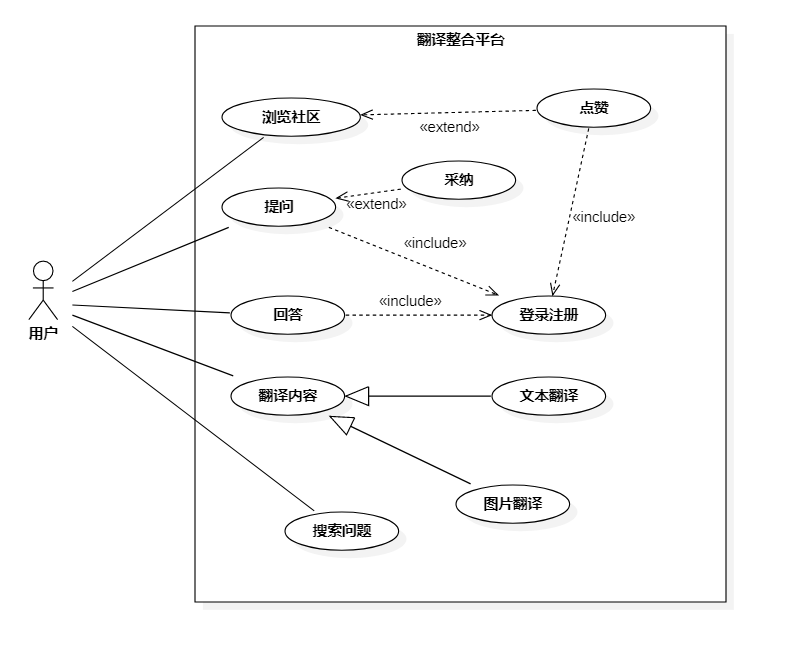 翻译整合平台
浏览社区
点赞
«extend»
采纳
提问
«extend»
«include»
«include»
用户
回答
«include»
登录注册
翻译内容
文本翻译
图片翻译
搜索问题